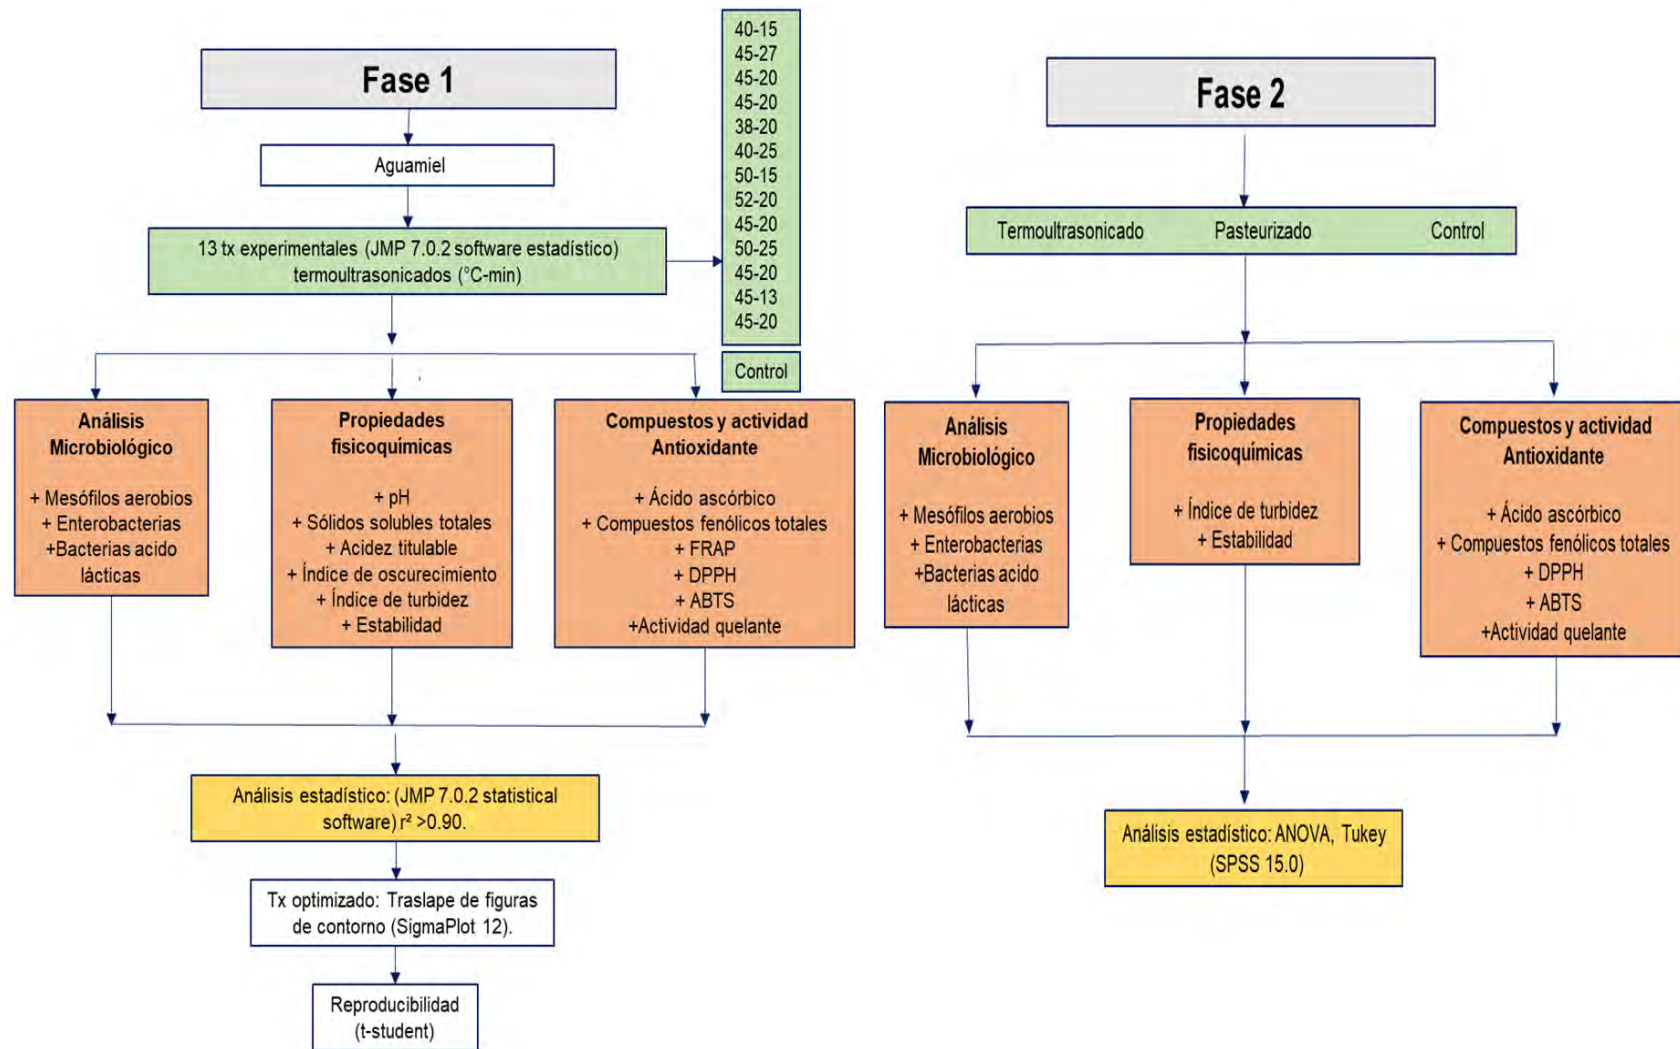 Fase 1
Aguamiel
13 tx experimentales (JMP 7.0.2 software estadístico)
termoultrasonicados (°C-min)
40-15
45-27
45-20
45-20
38-20
40-25
50-15
52-20
45-20
50-25
45-20
45-13
45-20
Control
Análisis
Microbiológico
+ Mesófilos aerobios
+ Enterobacterias
+Bacterias acido
lácticas
Propiedades
fisicoquímicas
+ pH
+ Sólidos solubles totales
+ Acidez titulable
+ Índice de oscurecimiento
+ Índice de turbidez
+ Estabilidad
Compuestos y actividad
Antioxidante
+ Ácido ascórbico
+ Compuestos fenólicos totales
+ FRAP
+ DPPH
+ ABTS
+Actividad quelante
Análisis estadístico: (JMP 7.0.2 statistical
software) r² >0.90.
Tx optimizado: Traslape de figuras
de contorno (SigmaPlot 12).
Reproducibilidad
(t-student)
Fase 2
Termoultrasonicado Pasteurizado Control
Análisis
Microbiológico
+ Mesófilos aerobios
+ Enterobacterias
+Bacterias acido
lácticas
Propiedades
fisicoquímicas
+ Índice de turbidez
+ Estabilidad
Compuestos y actividad
Antioxidante
+ Ácido ascórbico
+ Compuestos fenólicos totales
+ DPPH
+ ABTS
+Actividad quelante
Análisis estadístico: ANOVA, Tukey
(SPSS 15.0)